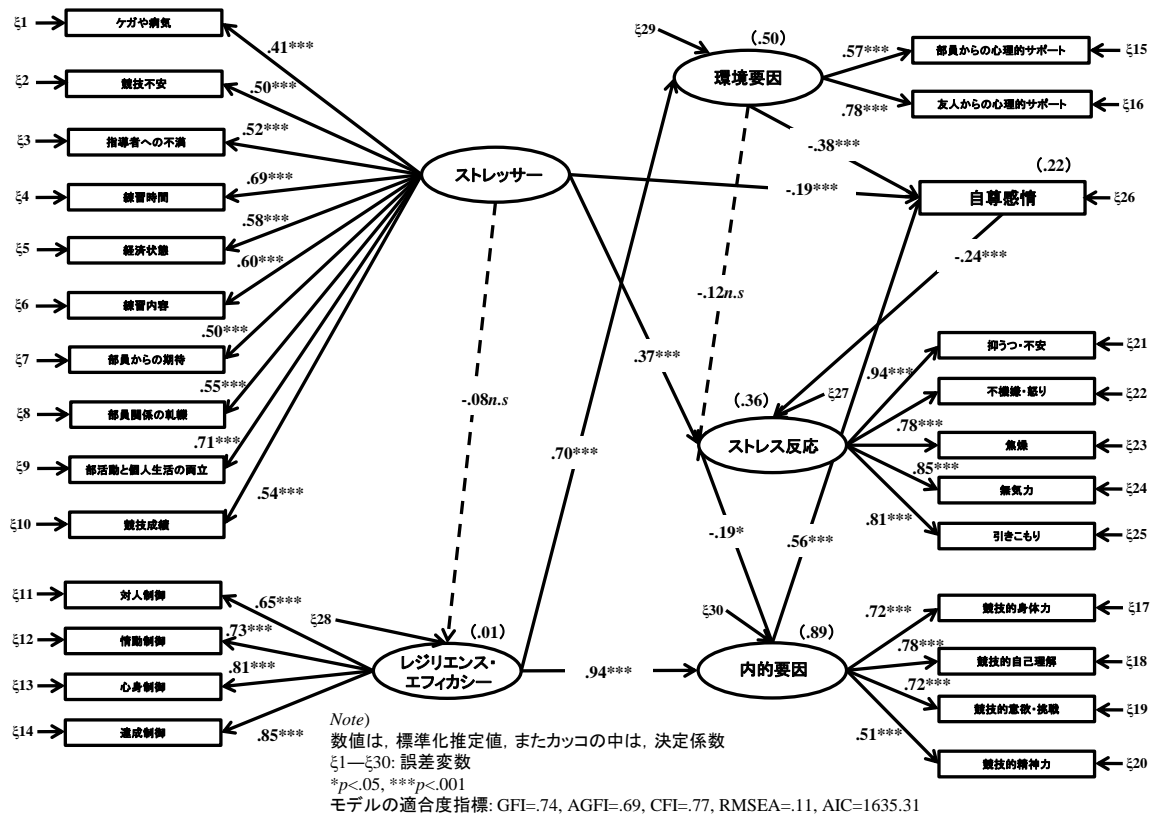 ξ1
ケガや病気
.41***
ξ2
競技不安
.50***
ξ3
指導者への不満
.52***
ξ4
練習時間
.69***
ξ5
経済状態
.58***
ξ6
練習内容
.60***
ξ7
部員からの期待
.50***
ξ8
部員関係の軋轢
.55***
ξ9
部活動と個人生活の両立
.71***
ξ10
競技成績
.54***
ストレッサー
ξ11
対人制御
.65***
ξ12
情動制御
.73***
ξ13
心身制御
.81***
ξ14
達成制御
.85***
ξ28
(.01)
レジリエンス・
エフィカシー
-.08n.s
.70***
.94***
.37***
-.19***
ξ29
(.50)
環境要因
.57***
部員からの心理的サポート
ξ15
.78***
友人からの心理的サポート
ξ16
-.38***
(.22)
自尊感情
ξ26
-.24***
-.12n.s
(.36)
ξ27
ストレス反応
.94***
抑うつ・不安
ξ21
不機嫌・怒り
ξ22
.78***
焦燥
ξ23
.85***
無気力
ξ24
.81***
引きこもり
ξ25
-.19*
.56***
ξ30
(.89)
内的要因
.72***
競技的身体力
ξ17
.78***
競技的自己理解
ξ18
.72***
競技的意欲・挑戦
ξ19
.51***
競技的精神力
ξ20
Note)
数値は, 標準化推定値, またカッコの中は, 決定係数
ξ1—ξ30: 誤差変数
*p<.05, ***p<.001
モデルの適合度指標: GFI=.74, AGFI=.69, CFI=.77, RMSEA=.11, AIC=1635.31